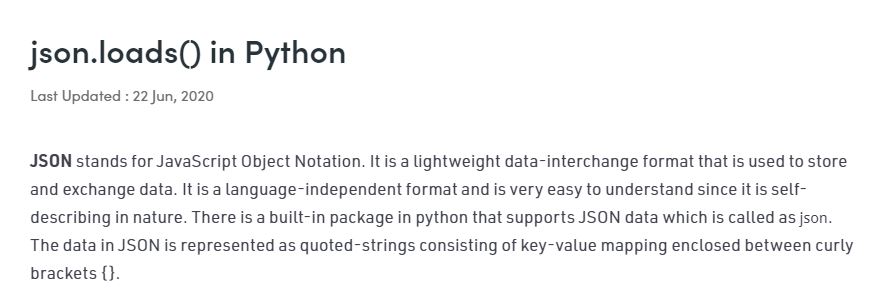 json.loads() in Python
Last Updated : 22 Jun, 2020
JSON stands for JavaScript Object Notation. It is a lightweight data-interchange format that is used to store
and exchange data. It is a language-independent format and is very easy to understand since it is self-
describing in nature. There is a built-in package in python that supports JSON data which is called as json.
The data in JSON is represented as quoted-strings consisting of key-value mapping enclosed between curly
brackets {}.